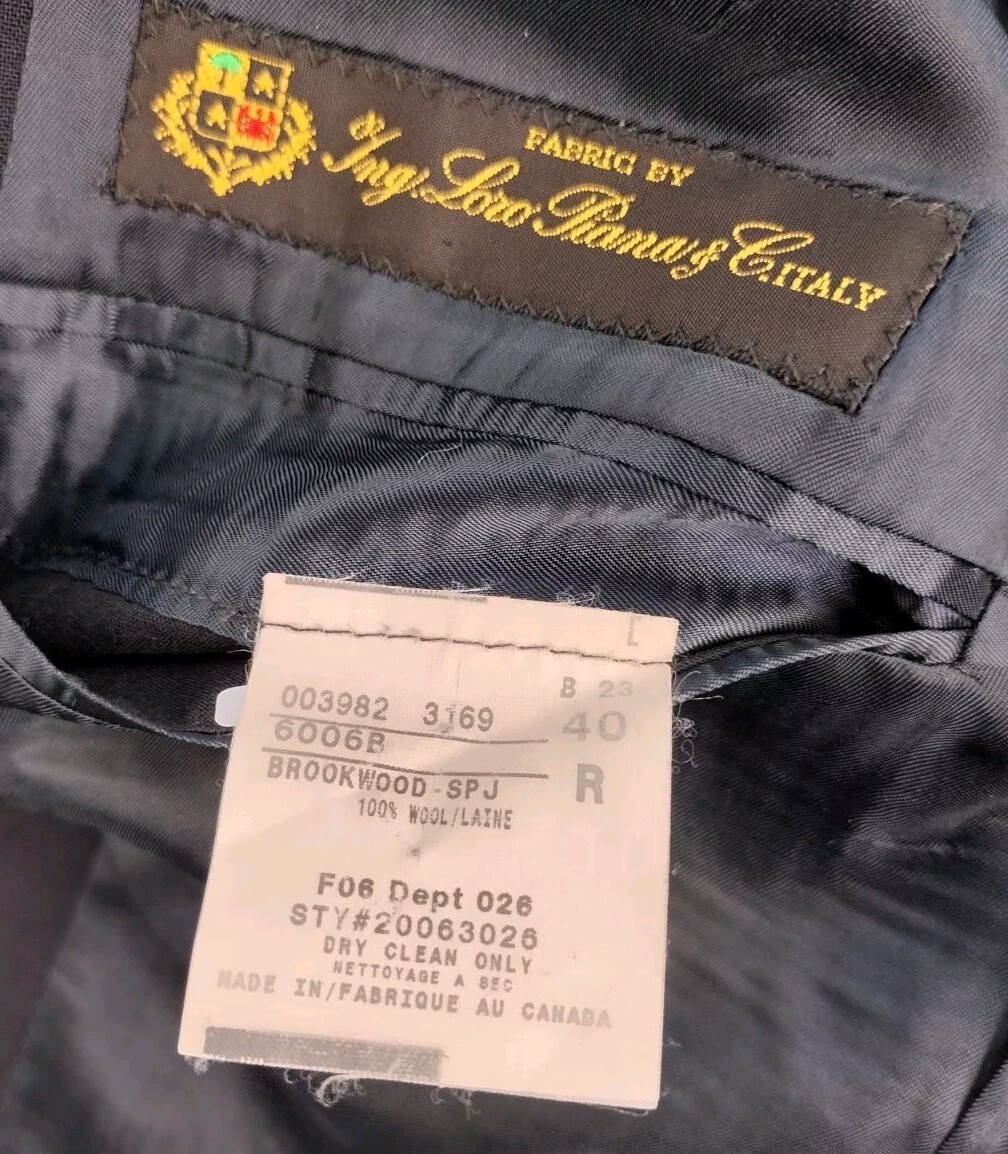 FABRIC BY
Ing. Loro Piana & C. ITALY
B 23
003982 3169
40
6006B
BROOKWOOD-SPJ
R
100% WOOL/LAINE
F06 Dept 026
STY#20063026
DRY CLEAN ONLY
NETTOYAGE A SEC
MADE IN/FABRIQUE AU CANADA